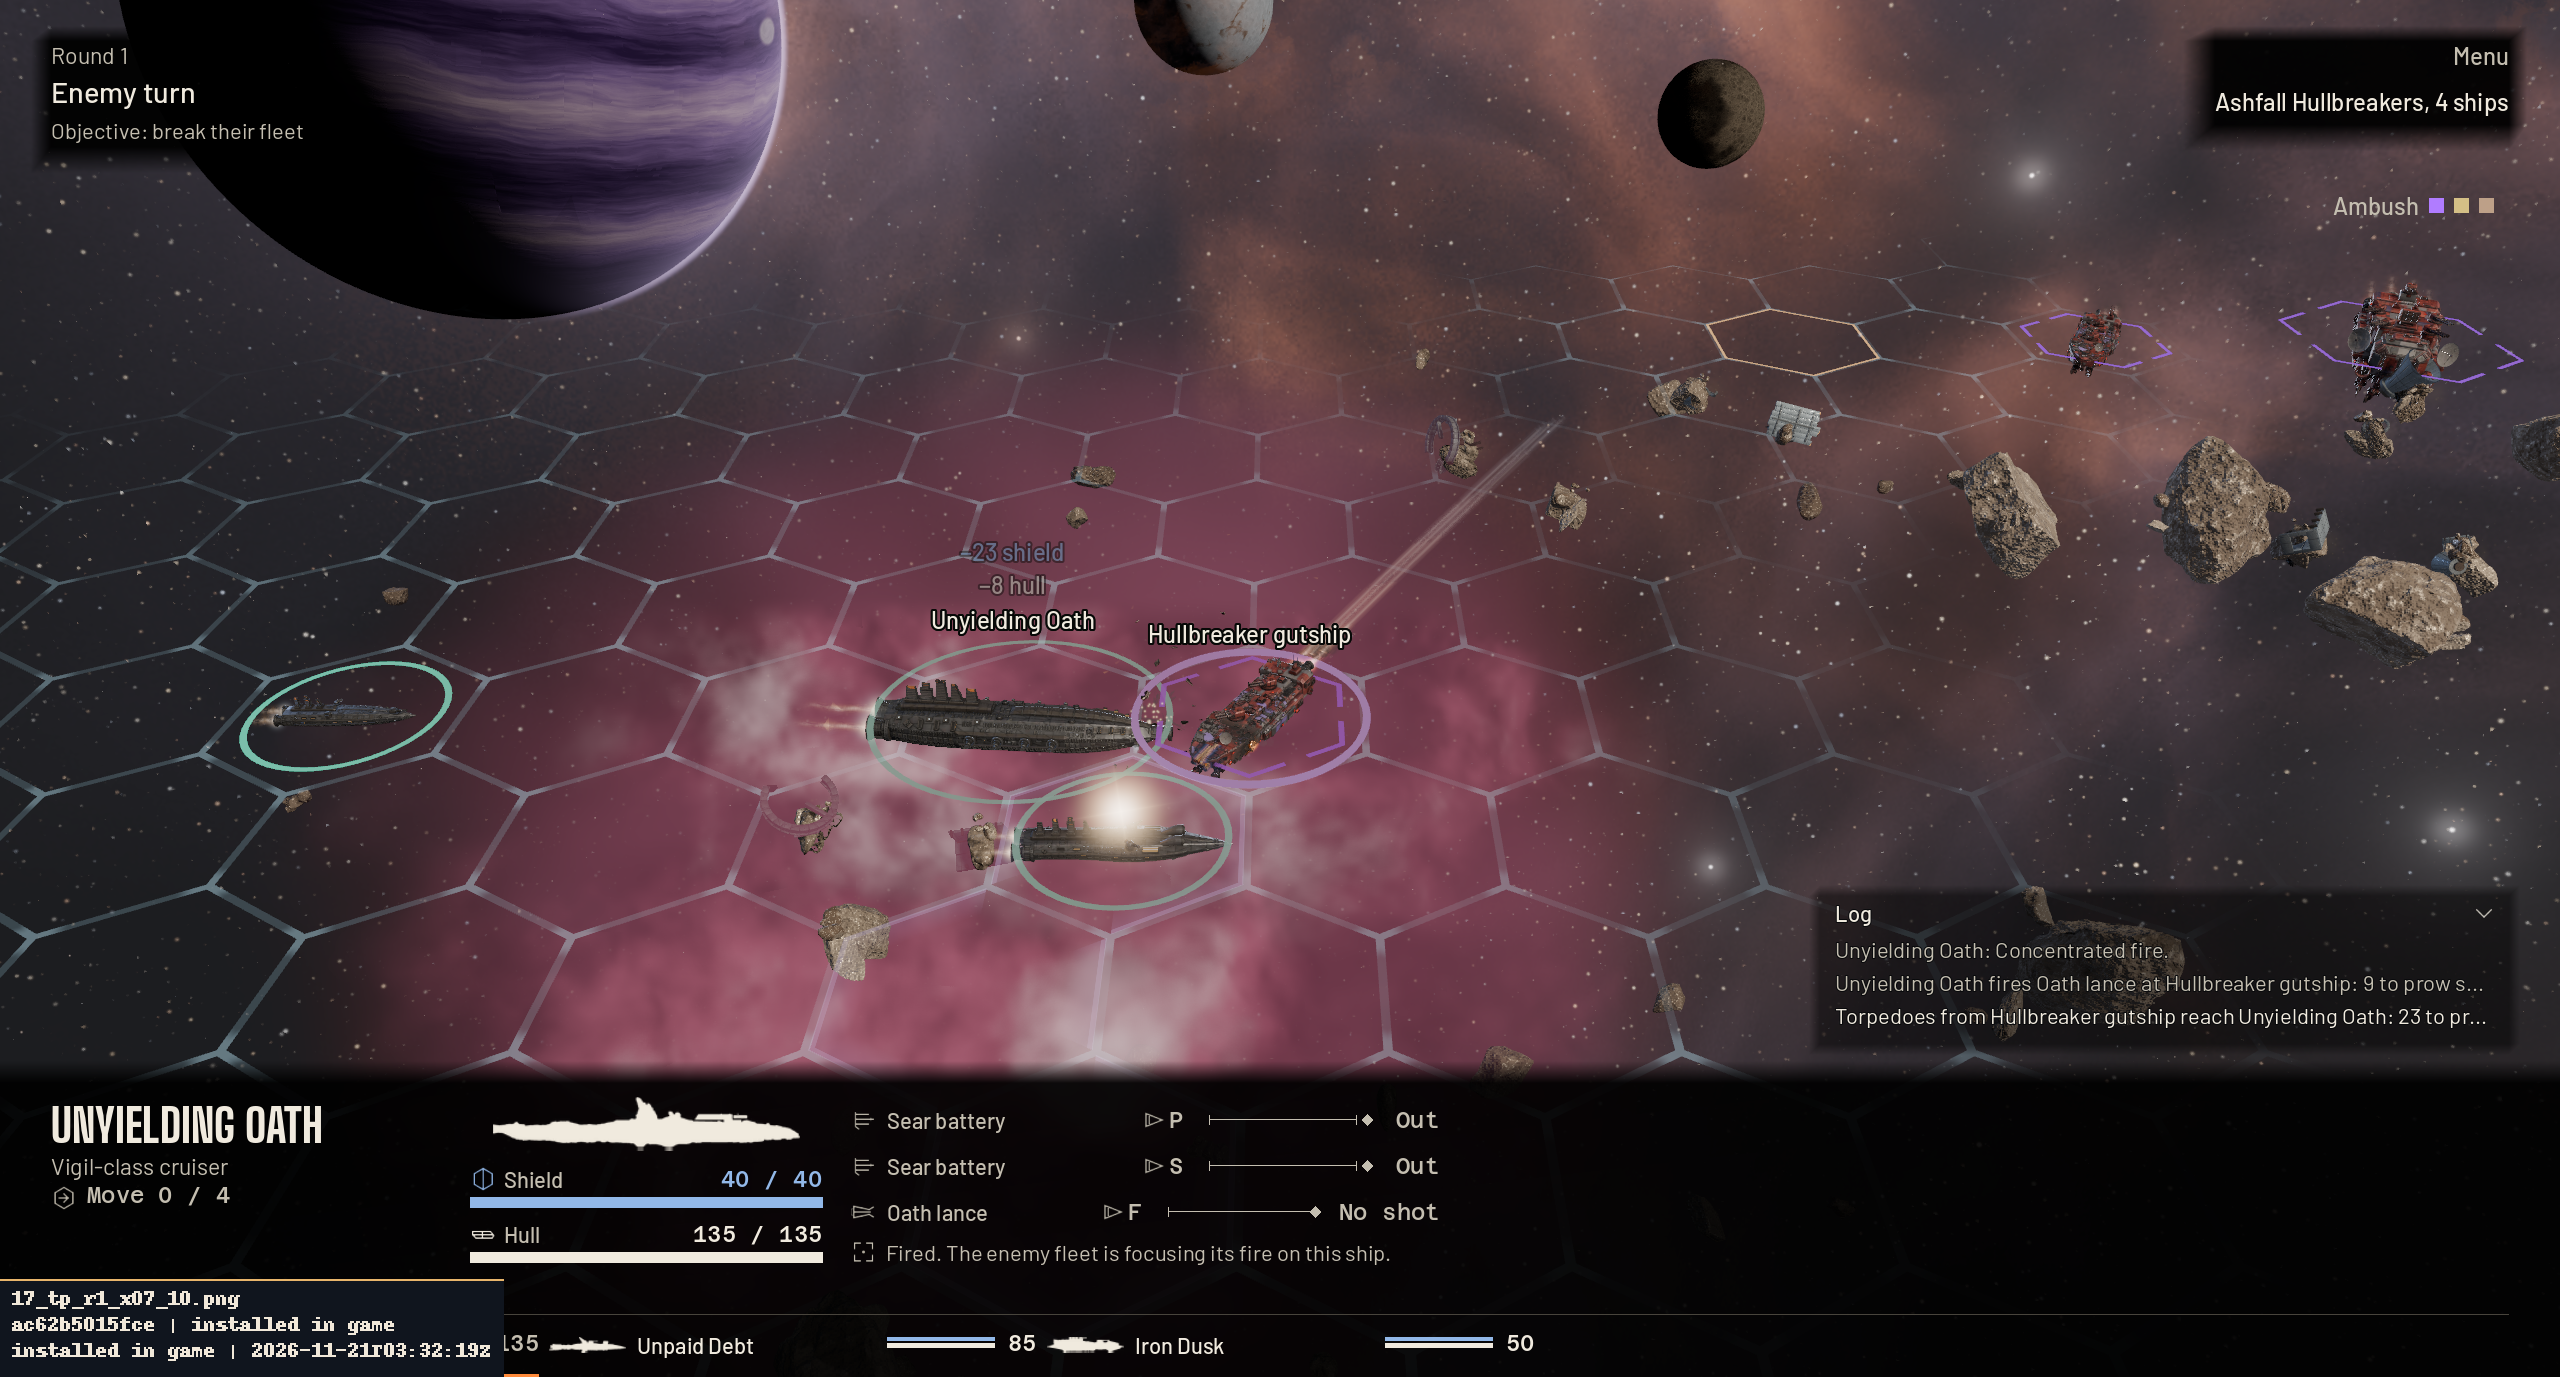 Round 1
Enemy turn
Objective: break their fleet
Menu
Ashfall Hullbreakers, 4 ships
Ambush
−23 shield
−8 hull
Unyielding Oath
Hullbreaker gutship
Log
Unyielding Oath: Concentrated fire.
Unyielding Oath fires Oath lance at Hullbreaker gutship: 9 to prow s...
Torpedoes from Hullbreaker gutship reach Unyielding Oath: 23 to pr...
UNYIELDING OATH
Vigil-class cruiser
Move 0 / 4
Shield 40 / 40
Hull 135 / 135
Sear battery P Out
Sear battery S Out
Oath lance F No shot
Fired. The enemy fleet is focusing its fire on this ship.
17_tp_r1_x07_10.png
ac62b5015fce | installed in game
installed in game | 2026-11-21T03:32:19Z
135 Unpaid Debt 85 Iron Dusk 50